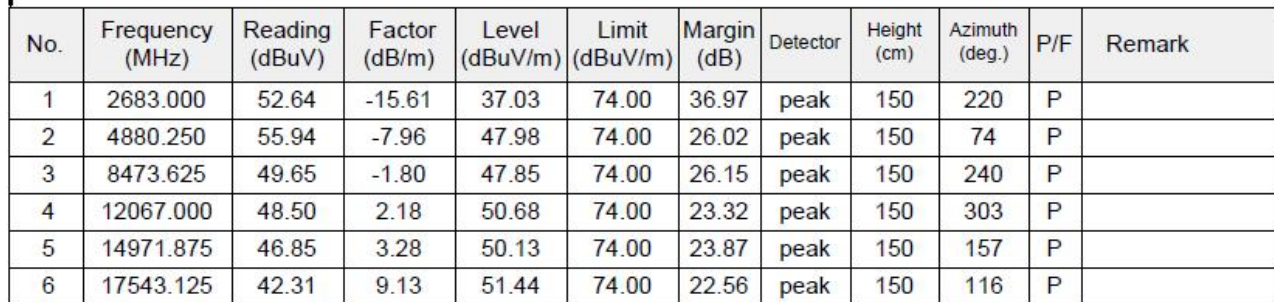 No. Frequency (MHz) Reading (dBuV) Factor (dB/m) Level (dBuV/m) Limit (dBuV/m) Margin (dB) Detector Height (cm) Azimuth (deg.) P/F Remark
1 2683.000 52.64 -15.61 37.03 74.00 36.97 peak 150 220 P
2 4880.250 55.94 -7.96 47.98 74.00 26.02 peak 150 74 P
3 8473.625 49.65 -1.80 47.85 74.00 26.15 peak 150 240 P
4 12067.000 48.50 2.18 50.68 74.00 23.32 peak 150 303 P
5 14971.875 46.85 3.28 50.13 74.00 23.87 peak 150 157 P
6 17543.125 42.31 9.13 51.44 74.00 22.56 peak 150 116 P